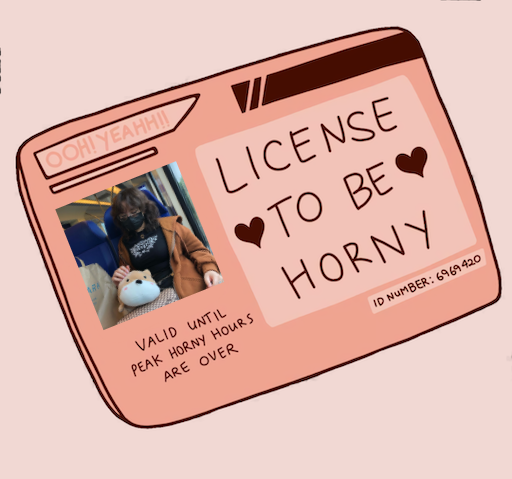 OOH! YEAHH!!
LICENSE
TO BE
HORNY
ID NUMBER: 6969420
VALID UNTIL
PEAK HORNY HOURS
ARE OVER